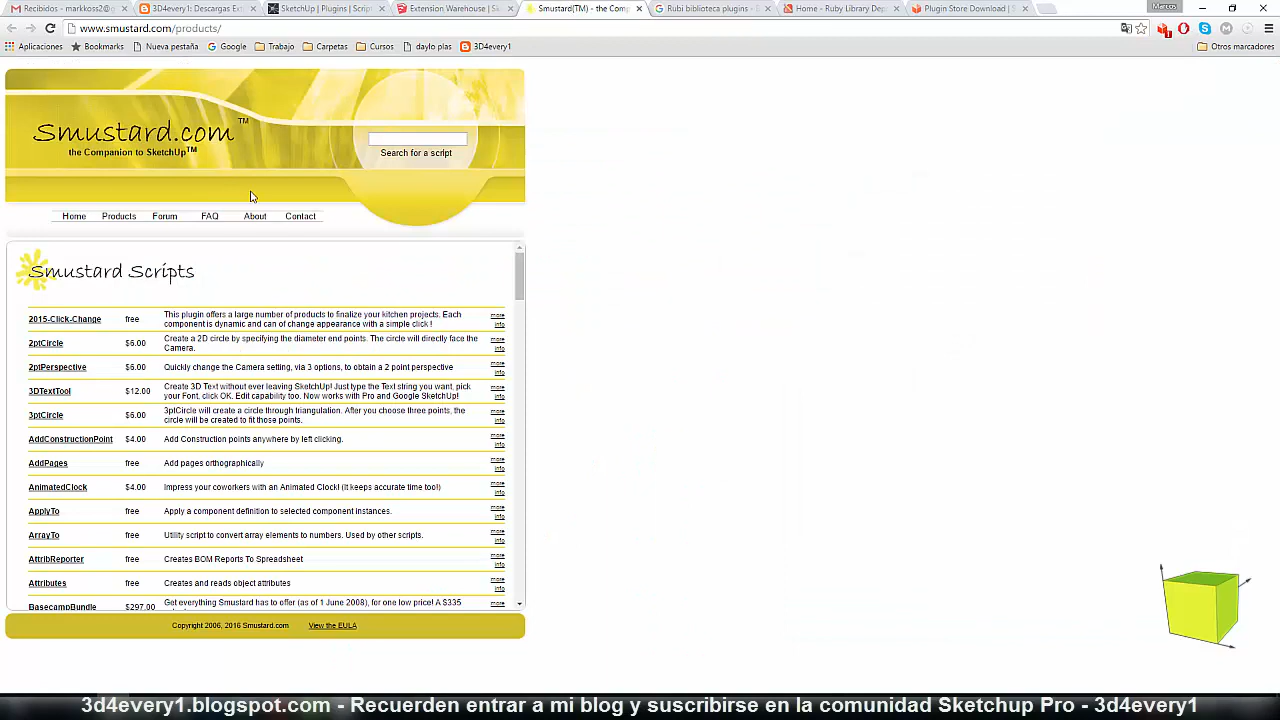 Marcos
Recibidos - markkoss2@g
3D4every1: Descargas Ext
SketchUp | Plugins | Scrip
Extension Warehouse | Sk
Smustard(TM) - the Comp
Rubi biblioteca plugins - B
Home - Ruby Library Dep
Plugin Store Download | S
www.smustard.com/products/
Aplicaciones
Bookmarks
Nueva pestaña
Google
Trabajo
Carpetas
Cursos
daylo plas
3D4every1
Otros marcadores
Smustard.com TM
the Companion to SketchUp TM
Search for a script
Home Products Forum FAQ About Contact
Smustard Scripts
2015-Click-Change free This plugin offers a large number of products to finalize your kitchen projects. Each more
component is dynamic and can of change appearance with a simple click ! info
2ptCircle $6.00 Create a 2D circle by specifying the diameter end points. The circle will directly face the more
Camera. info
2ptPerspective $6.00 Quickly change the Camera setting, via 3 options, to obtain a 2 point perspective more
info
3DTextTool $12.00 Create 3D Text without ever leaving SketchUp! Just type the Text string you want, pick more
your Font, click OK. Edit capability too. Now works with Pro and Google SketchUp! info
3ptCircle $6.00 3ptCircle will create a circle through triangulation. After you choose three points, the more
circle will be created to fit those points. info
AddConstructionPoint $4.00 Add Construction points anywhere by left clicking. more
info
AddPages free Add pages orthographically more
info
AnimatedClock $4.00 Impress your coworkers with an Animated Clock! (It keeps accurate time too!) more
info
ApplyTo free Apply a component definition to selected component instances. more
info
ArrayTo free Utility script to convert array elements to numbers. Used by other scripts. more
info
AttribReporter free Creates BOM Reports To Spreadsheet more
info
Attributes free Creates and reads object attributes more
info
BasecampBundle $297.00 Get everything Smustard has to offer (as of 1 June 2008), for one low price! A $335 more
Copyright 2006, 2016 Smustard.com View the EULA
3d4every1.blogspot.com - Recuerden entrar a mi blog y suscribirse en la comunidad Sketchup Pro - 3d4every1